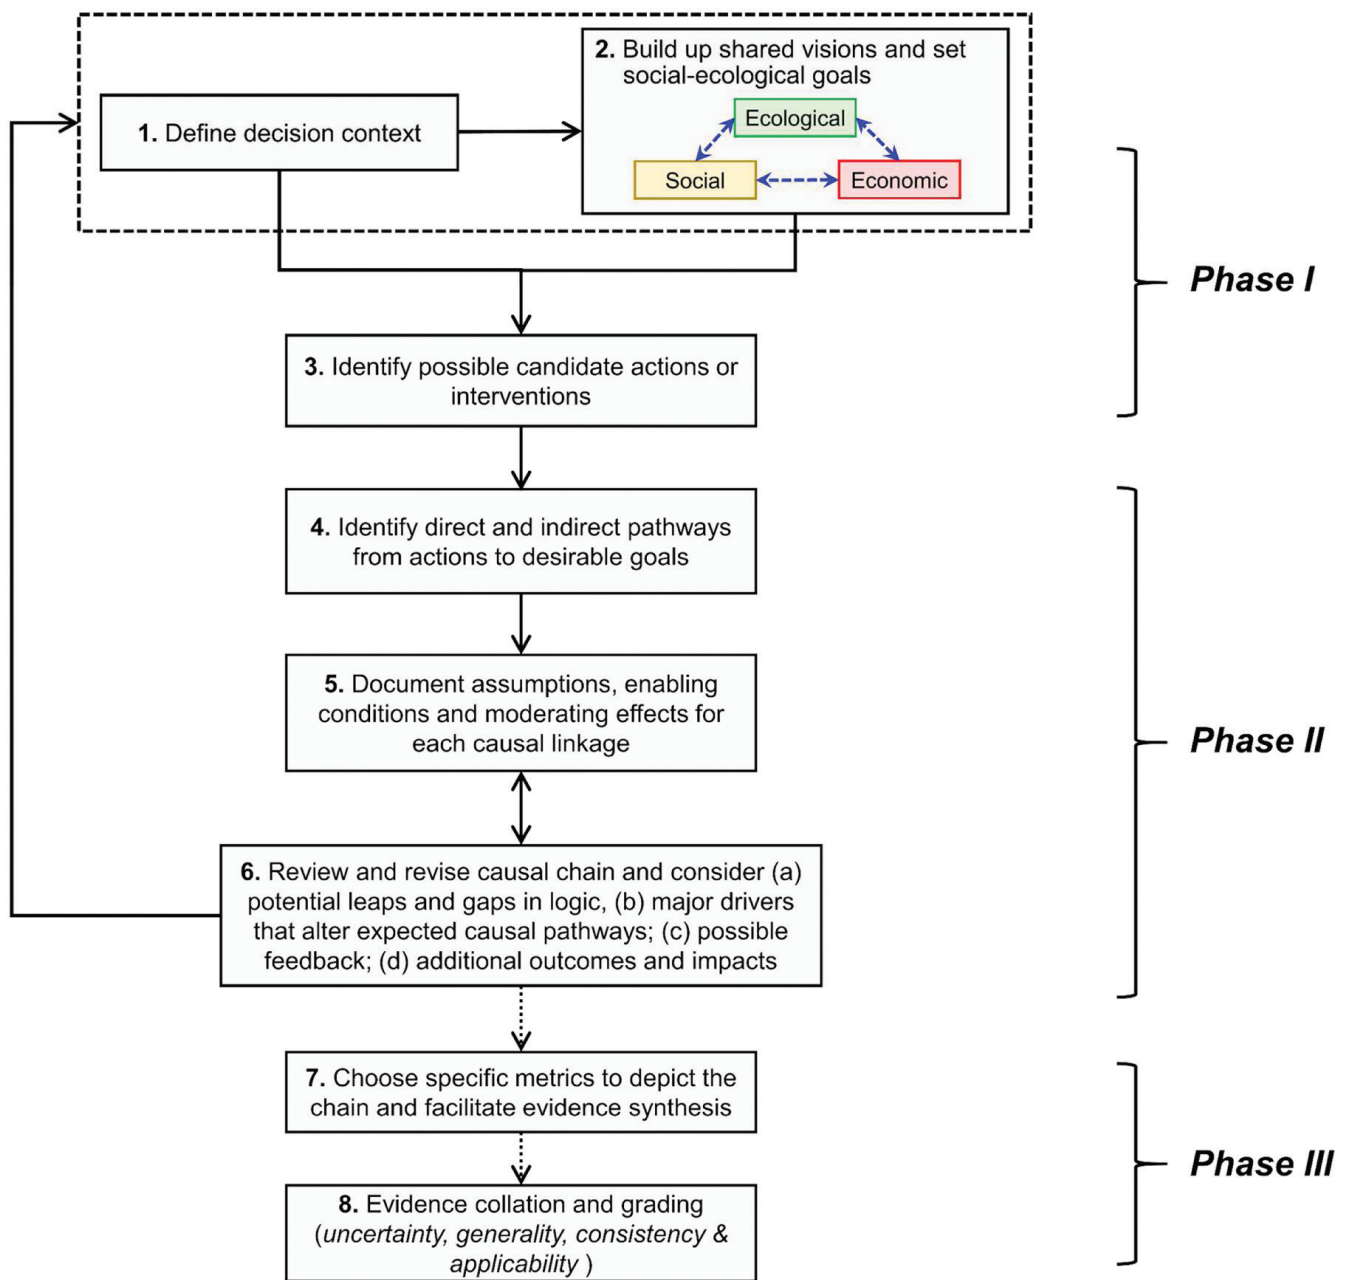 1. Define decision context
2. Build up shared visions and set
social-ecological goals
Ecological
Social
Economic
Phase I
3. Identify possible candidate actions or
interventions
4. Identify direct and indirect pathways
from actions to desirable goals
5. Document assumptions, enabling
conditions and moderating effects for
each causal linkage
Phase II
6. Review and revise causal chain and consider (a)
potential leaps and gaps in logic, (b) major drivers
that alter expected causal pathways; (c) possible
feedback; (d) additional outcomes and impacts
7. Choose specific metrics to depict the
chain and facilitate evidence synthesis
Phase III
8. Evidence collation and grading
(uncertainty, generality, consistency &
applicability )